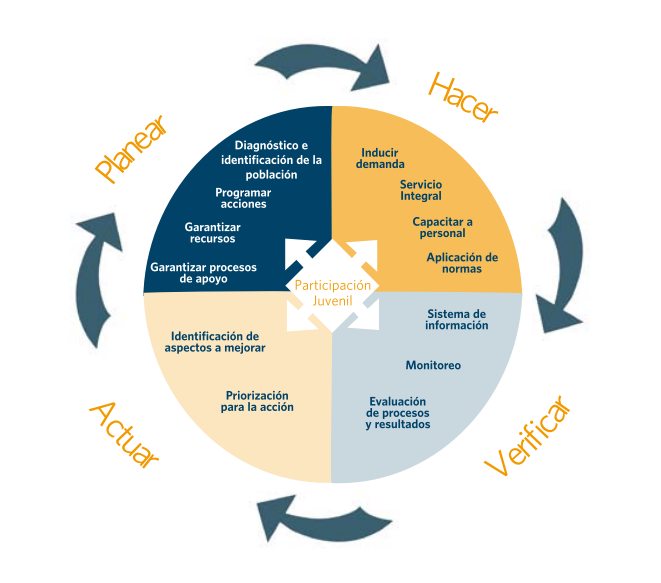 Planear
Diagnóstico e
identificación de la
población
Programar
acciones
Garantizar
recursos
Garantizar procesos
de apoyo
Hacer
Inducir
demanda
Servicio
Integral
Capacitar a
personal
Aplicación de
normas
Participación
Juvenil
Verificar
Sistema de
información
Monitoreo
Evaluación
de procesos
y resultados
Actuar
Identificación de
aspectos a mejorar
Priorización
para la acción